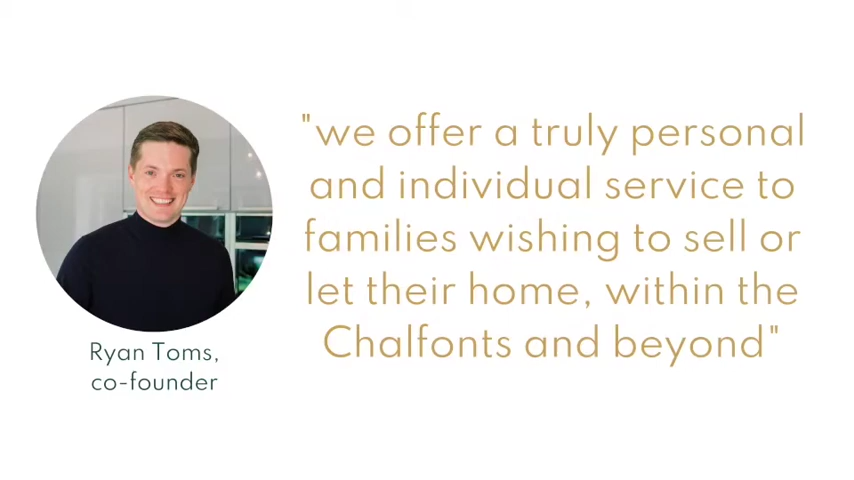 "we offer a truly personal
and individual service to
families wishing to sell or
let their home, within the
Chalfonts and beyond"
Ryan Toms,
co-founder